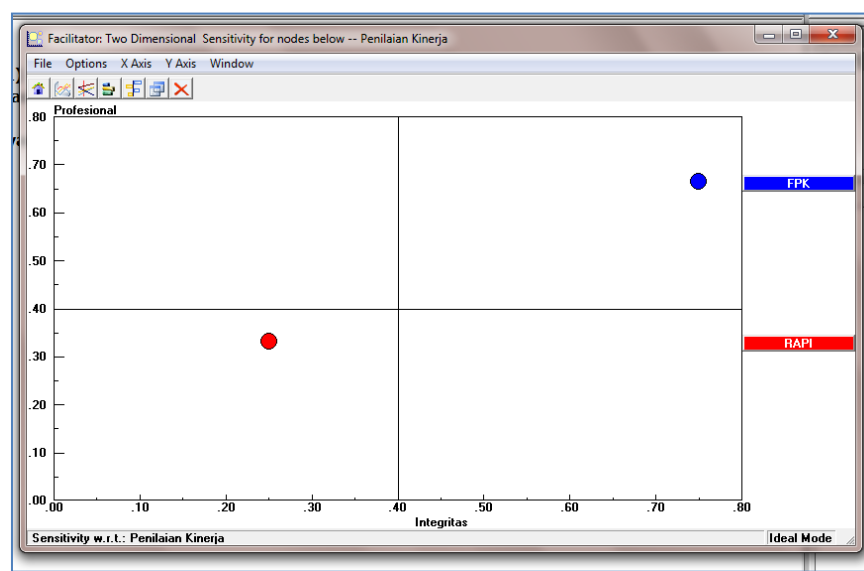 Facilitator: Two Dimensional Sensitivity for nodes below -- Penilaian Kinerja
File Options X Axis Y Axis Window
Profesional
.80
.70
FPK
.60
.50
.40
.30
RAPI
.20
.10
.00
.00 .10 .20 .30 .40 .50 .60 .70 .80
Integritas
Sensitivity w.r.t.: Penilaian Kinerja Ideal Mode